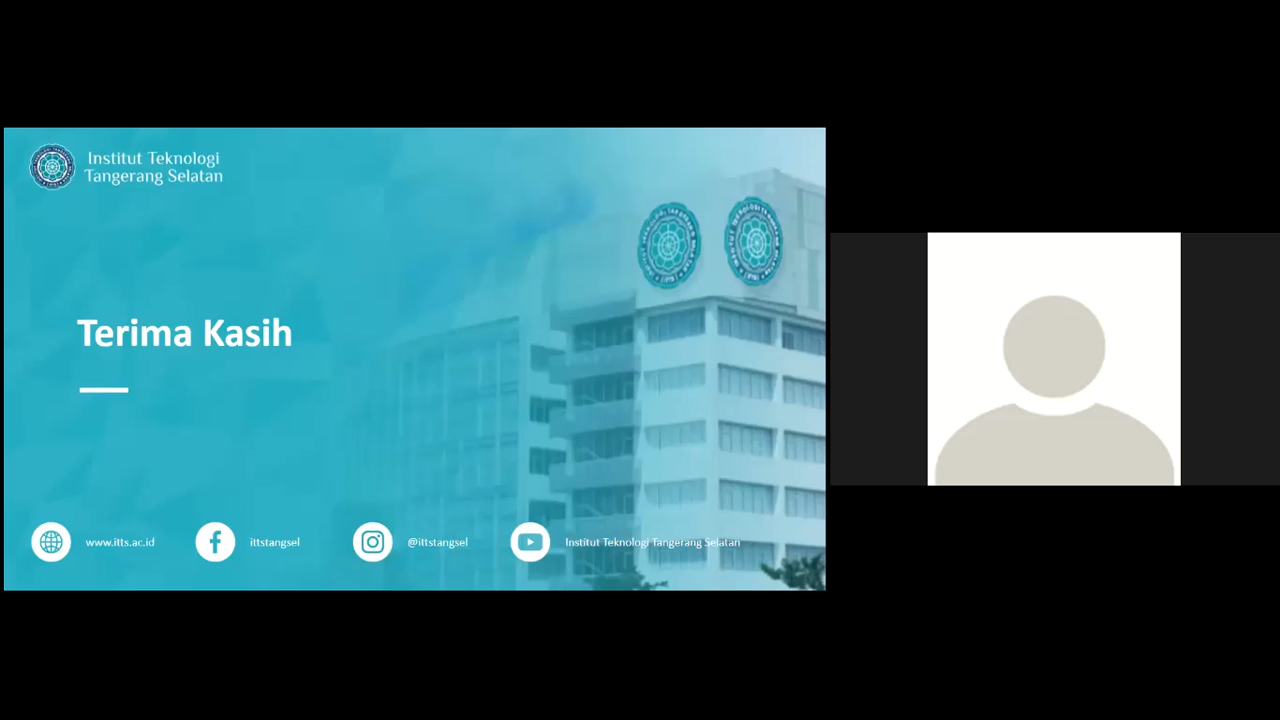 Institut Teknologi
Tangerang Selatan
Terima Kasih
www.itts.ac.id
ittstangsel
@ittstangsel
Institut Teknologi Tangerang Selatan